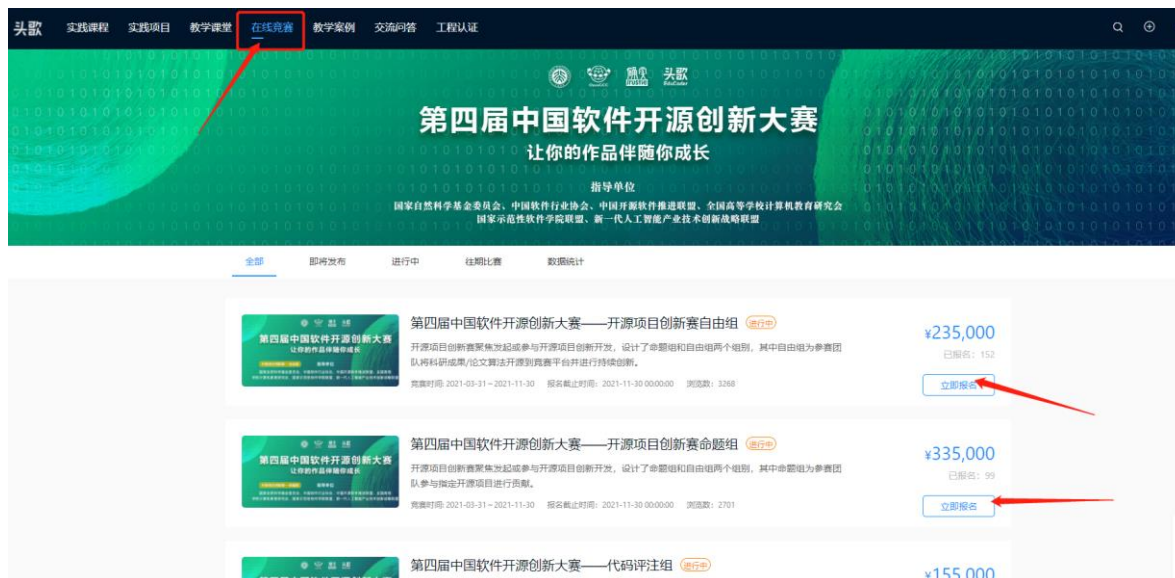 头歌 实践课程 实践项目 教学课堂 在线竞赛 教学案例 交流问答 工程认证
头歌
第四届中国软件开源创新大赛
让你的作品伴随你成长
指导单位
国家自然科学基金委员会、中国软件行业协会、中国开源软件推进联盟、全国高等学校计算机教育研究会
国家示范性软件学院联盟、新一代人工智能产业技术创新战略联盟
全部 即将发布 进行中 往期比赛 数据统计
第四届中国软件开源创新大赛
让你的作品伴随你成长
第四届中国软件开源创新大赛——开源项目创新赛自由组 进行中
开源项目创新赛聚焦发起或参与开源项目创新开发，设计了命题组和自由组两个组别，其中自由组为参赛团
队将科研成果/论文算法开源到竞赛平台并进行持续创新。
竞赛时间: 2021-03-31 ~ 2021-11-30 报名截止时间: 2021-11-30 00:00:00 浏览数: 3268
¥235,000
已报名: 152
立即报名
第四届中国软件开源创新大赛
让你的作品伴随你成长
第四届中国软件开源创新大赛——开源项目创新赛命题组 进行中
开源项目创新赛聚焦发起或参与开源项目创新开发，设计了命题组和自由组两个组别，其中命题组为参赛团
队参与指定开源项目进行贡献。
竞赛时间: 2021-03-31 ~ 2021-11-30 报名截止时间: 2021-11-30 00:00:00 浏览数: 2701
¥335,000
已报名: 99
立即报名
第四届中国软件开源创新大赛
第四届中国软件开源创新大赛——代码评注组 进行中
¥155,000